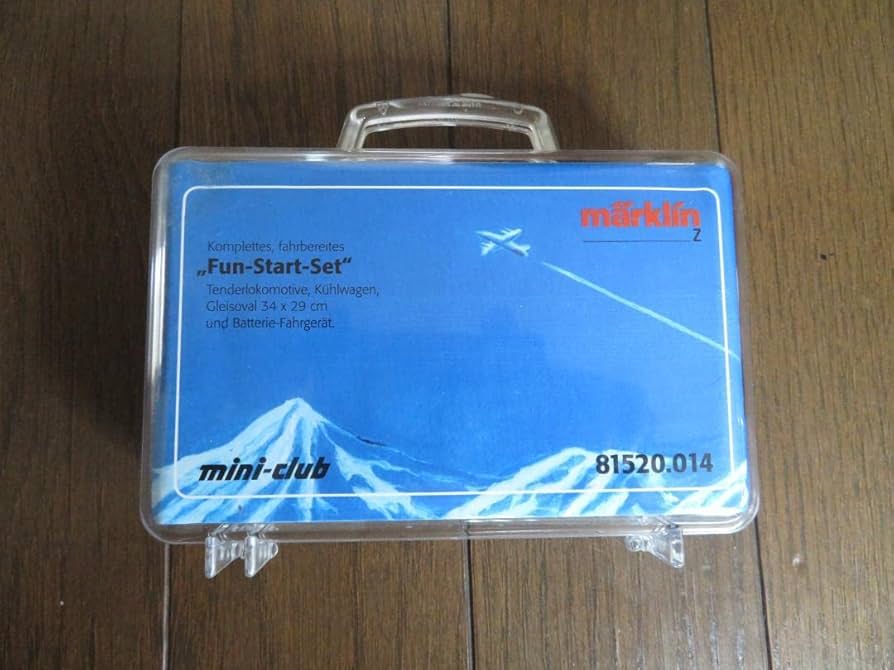 märklin
Z
Komplettes, fahrbereites
„Fun-Start-Set“
Tenderlokomotive, Kühlwagen,
Gleisoval 34 x 29 cm
und Batterie-Fahrgerät.
mini-club
81520.014